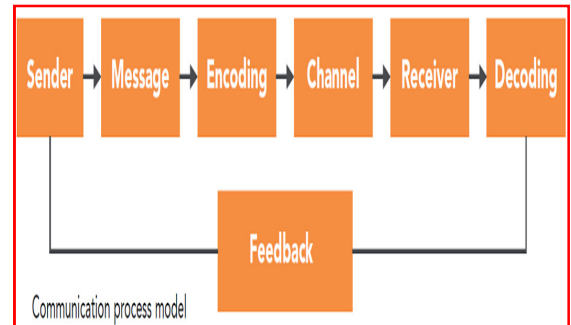 Sender Message Encoding Channel Receiver Decoding
Feedback
Communication process model